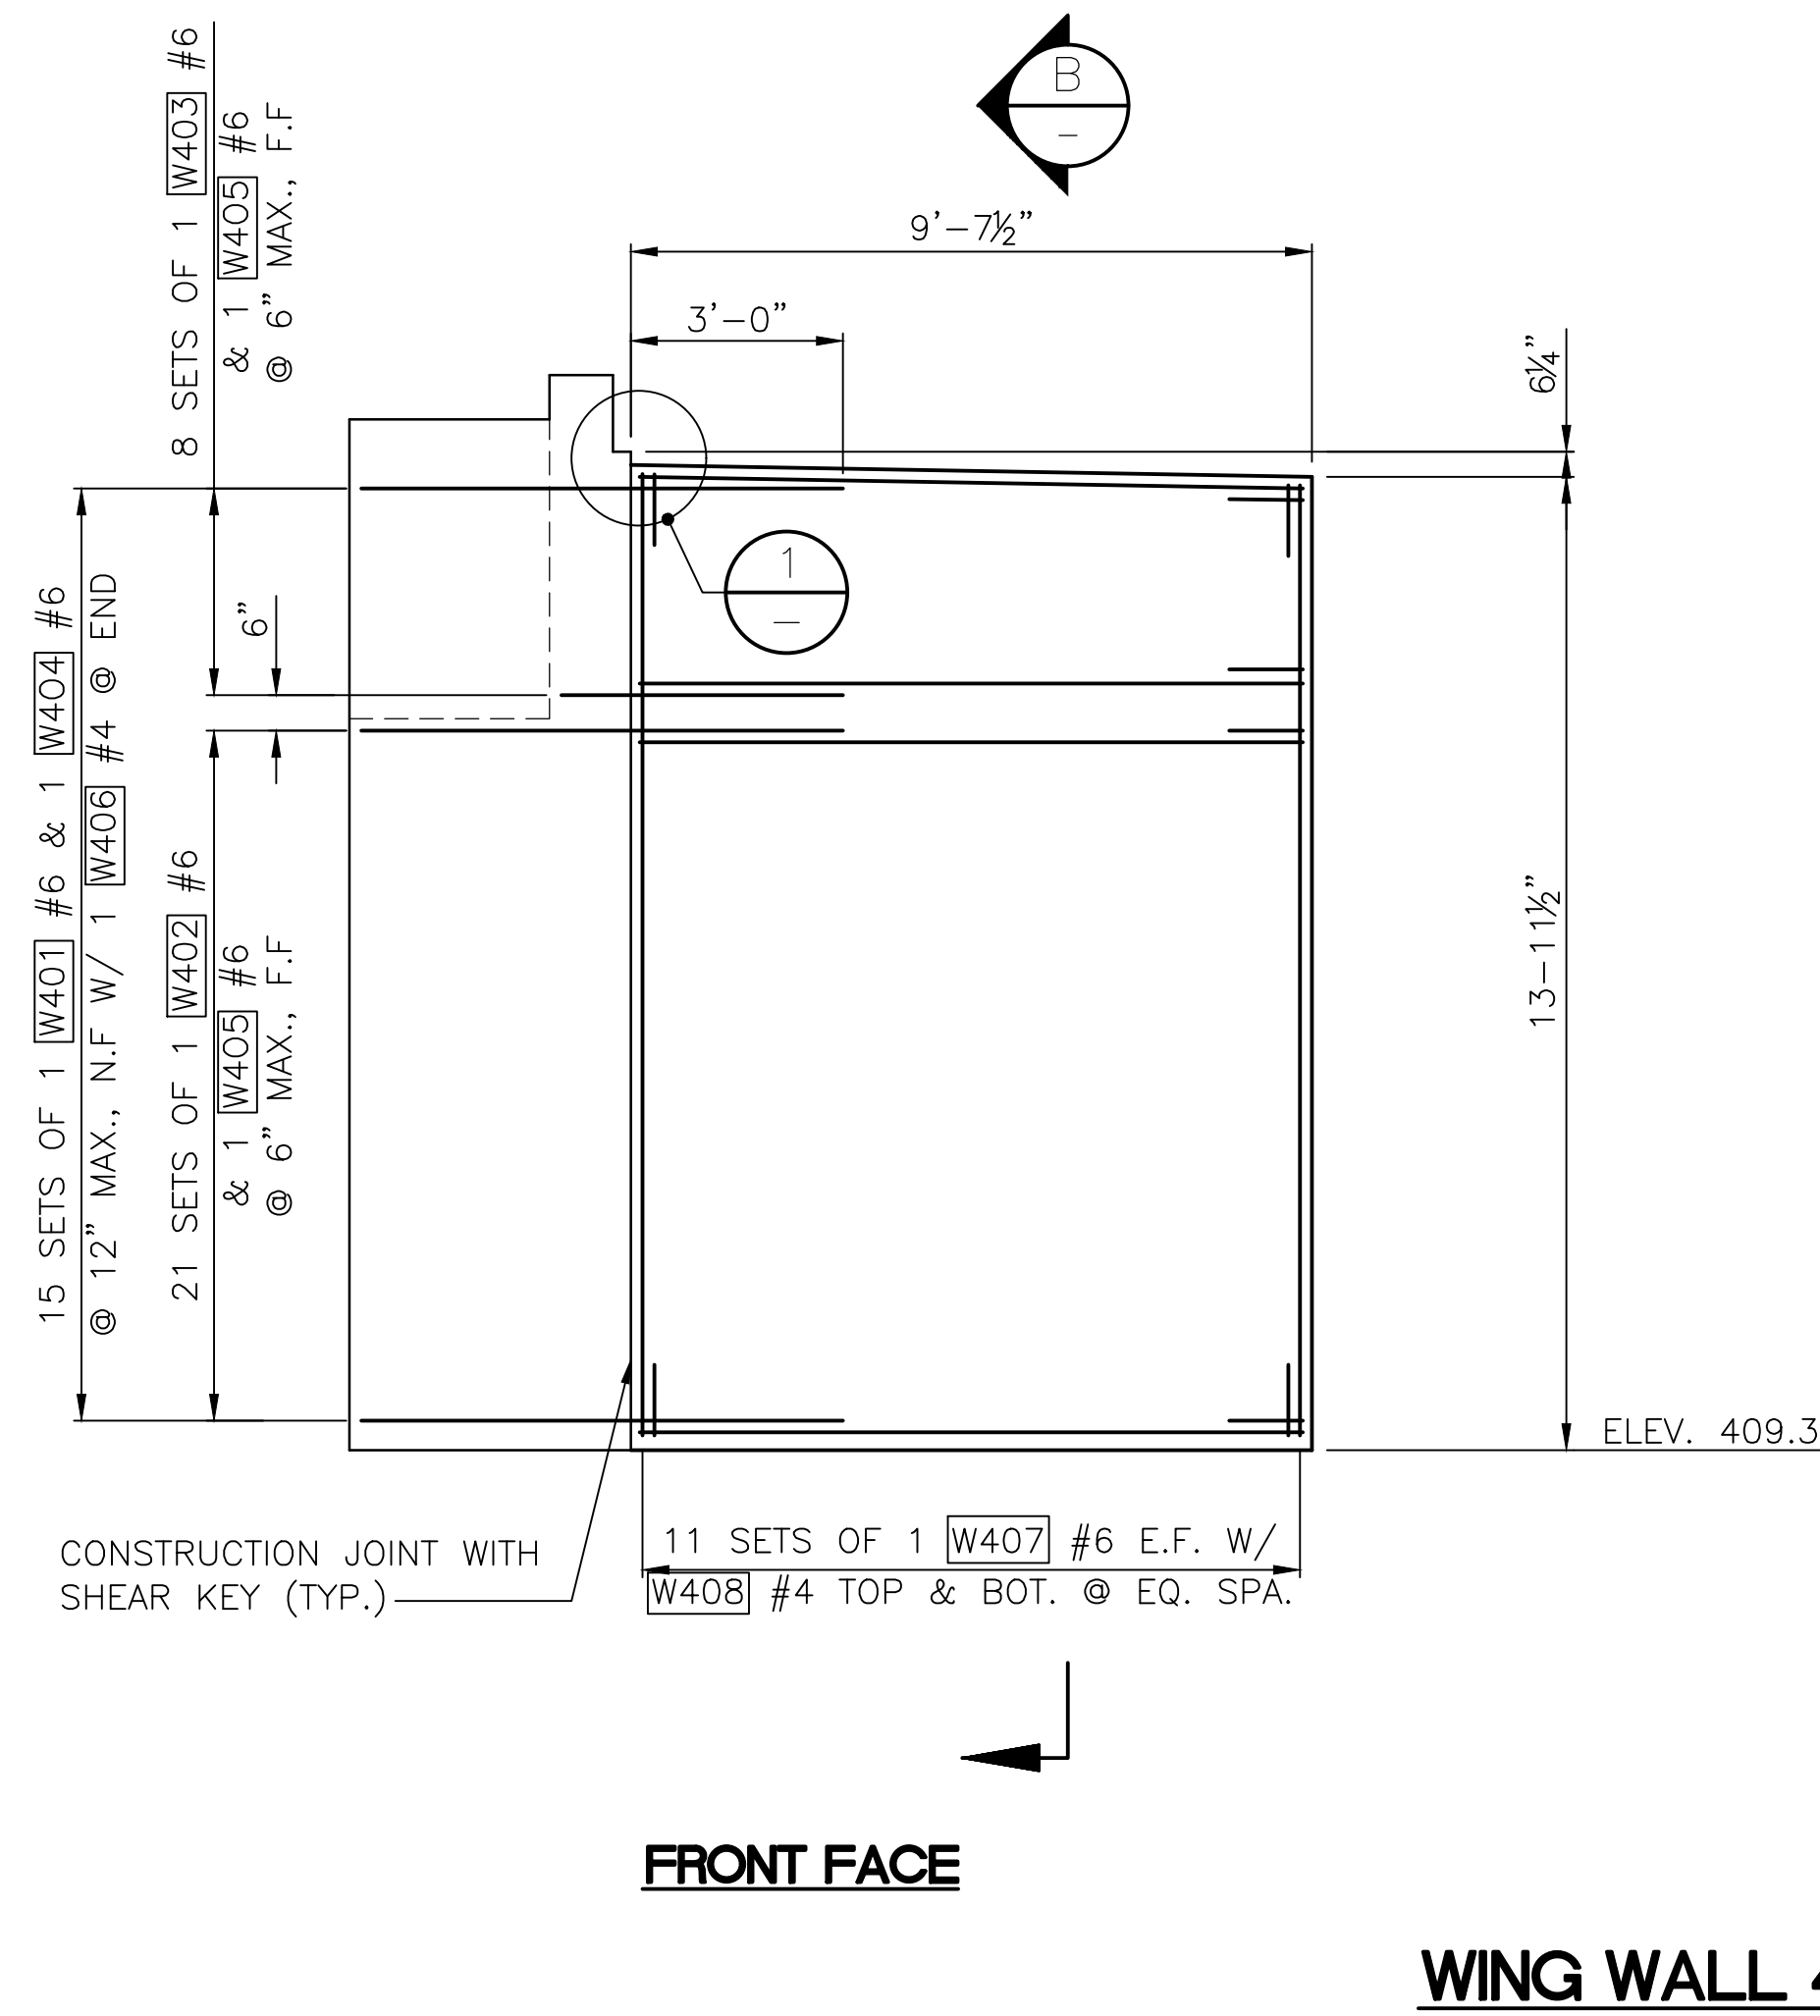 B
-
9'-7½"
3'-0"
6¼"
8 SETS OF 1 W403 #6
& 1 W405 #6
@ 6" MAX., F.F
1
-
6"
15 SETS OF 1 W401 #6 & 1 W404 #6
@ 12" MAX., N.F W/ 1 W406 #4 @ END
21 SETS OF 1 W402 #6
& 1 W405 #6
@ 6" MAX., F.F
13-11½"
ELEV. 409.3
CONSTRUCTION JOINT WITH
SHEAR KEY (TYP.)
11 SETS OF 1 W407 #6 E.F. W/
W408 #4 TOP & BOT. @ EQ. SPA.
FRONT FACE
WING WALL 4